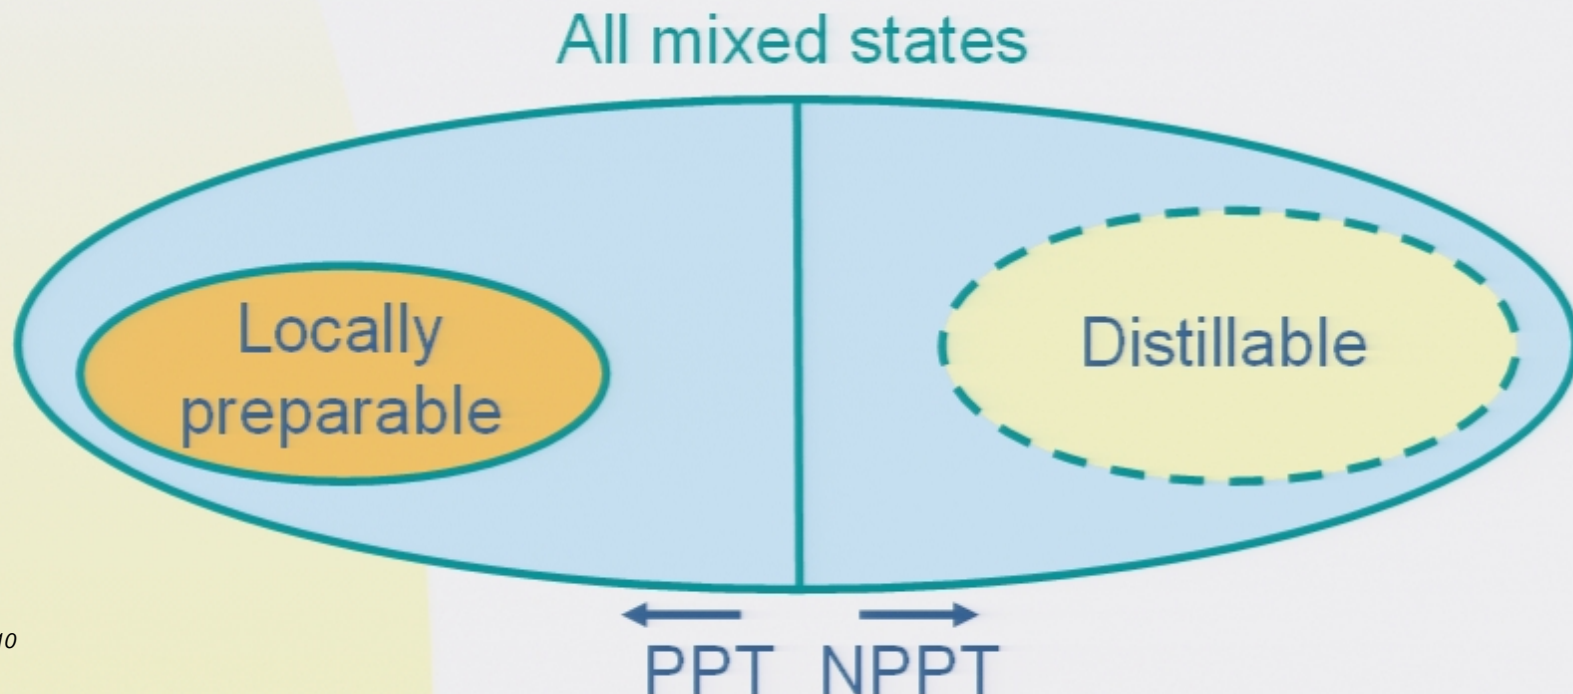 All mixed states
Locally
preparable
Distillable
PPT NPPT